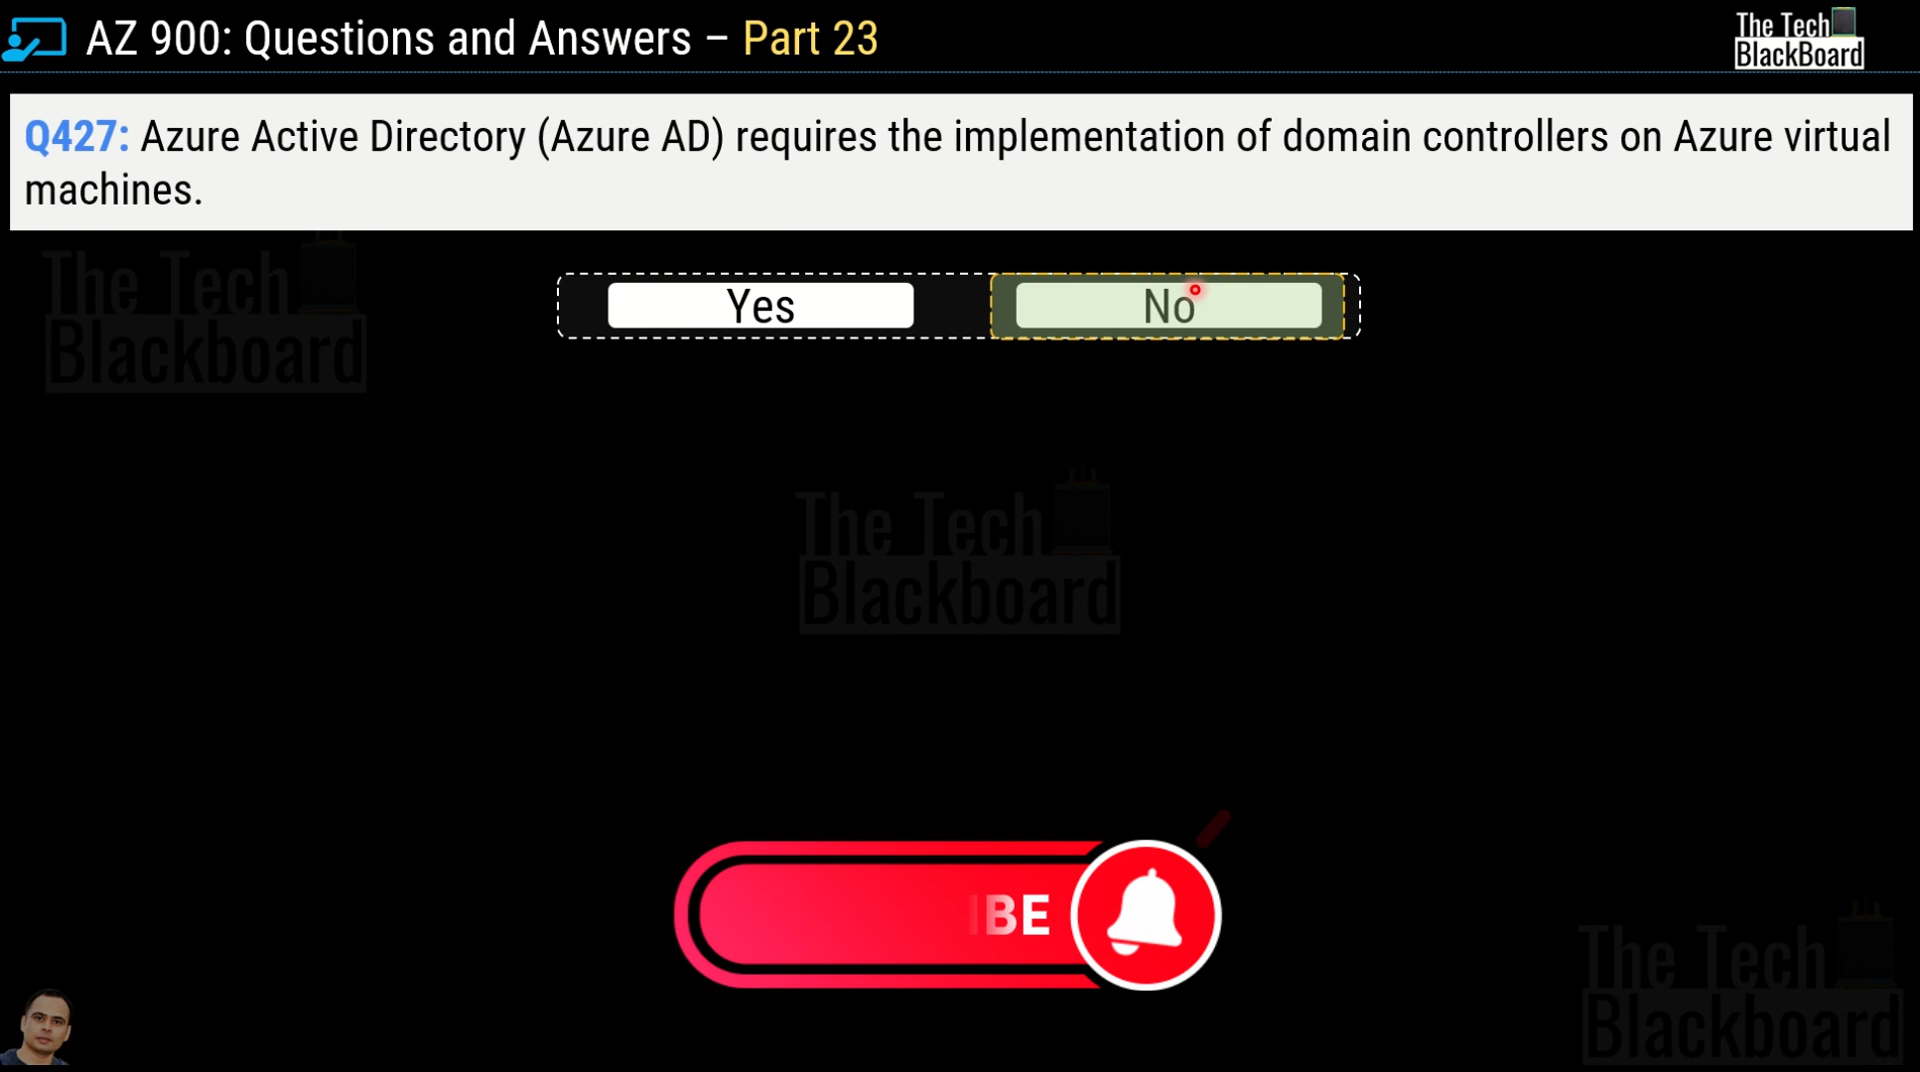 AZ 900: Questions and Answers – Part 23
The Tech
BlackBoard
Q427: Azure Active Directory (Azure AD) requires the implementation of domain controllers on Azure virtual
machines.
The Tech
Blackboard
Yes
No
The Tech
Blackboard
BE
The Tech
Blackboard